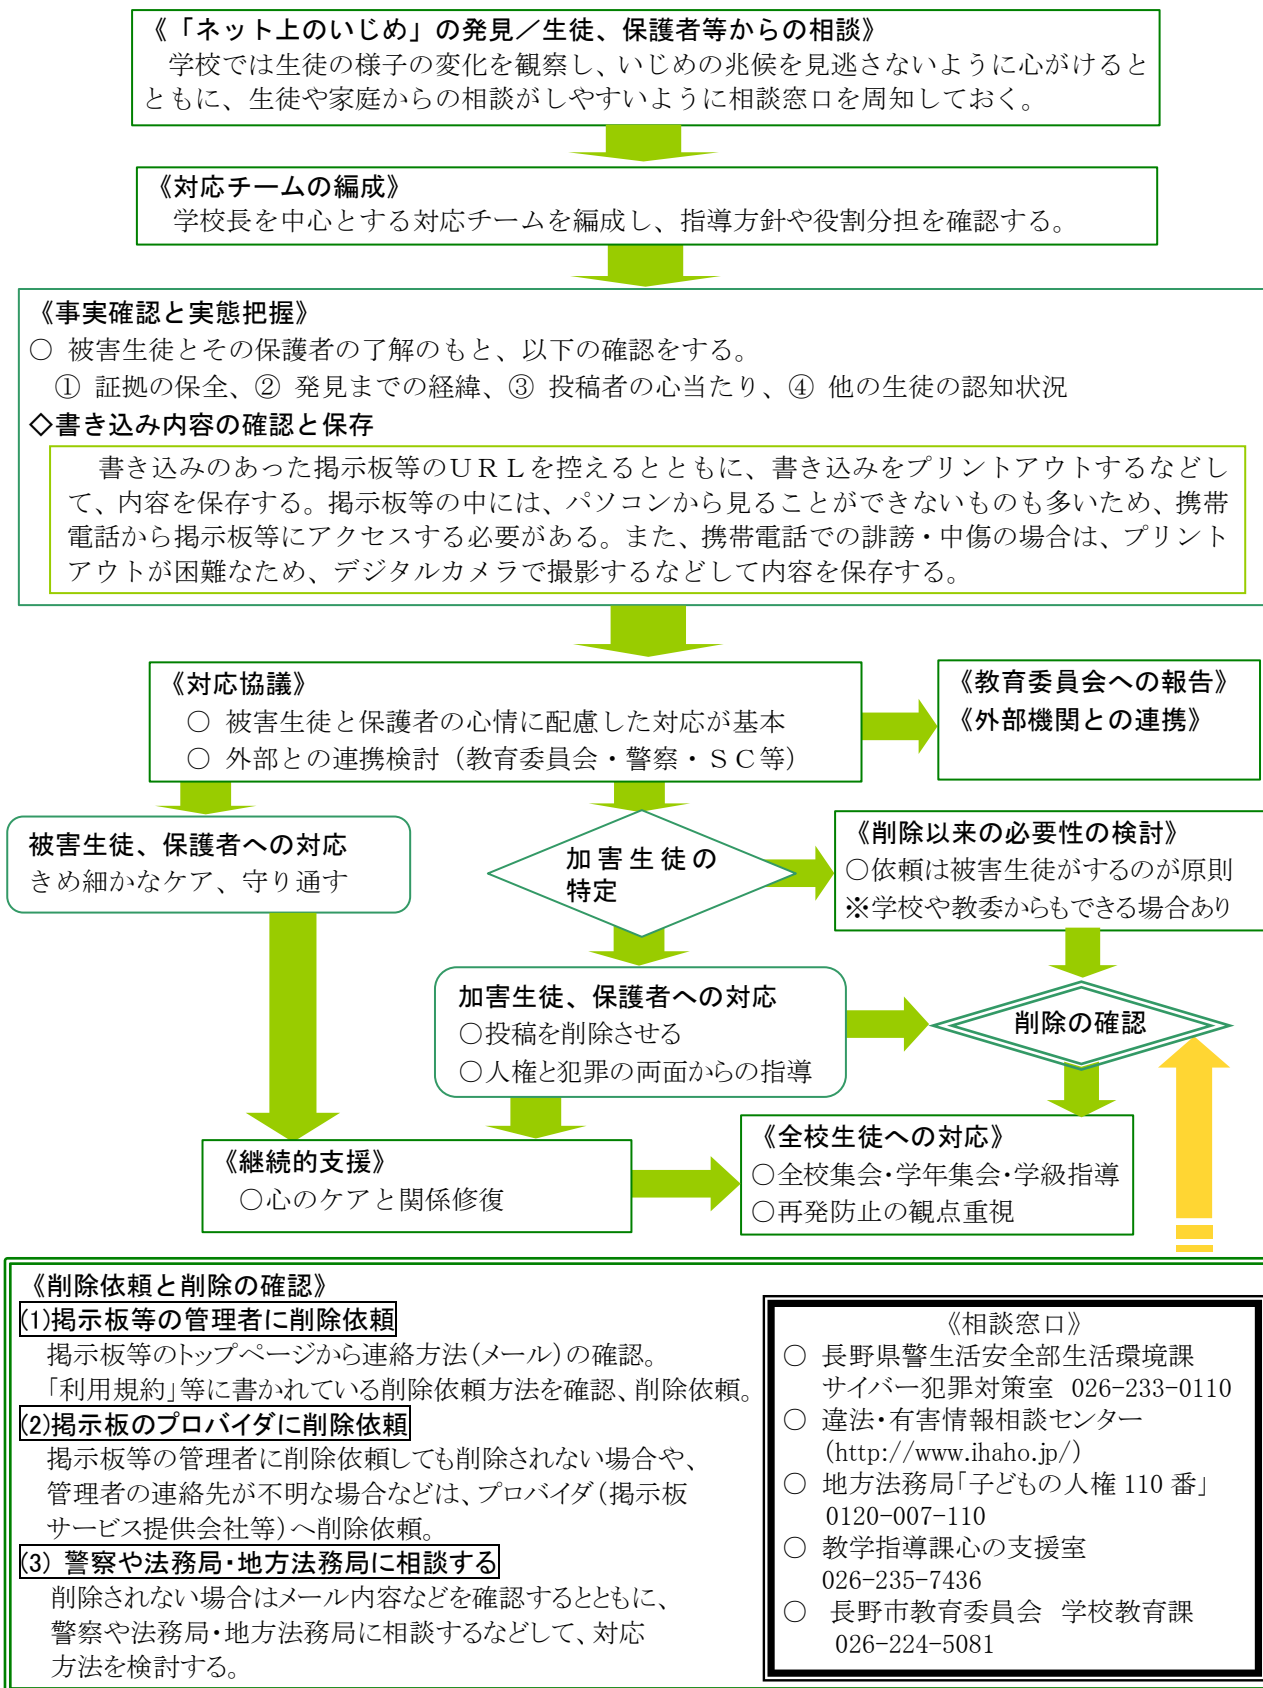 《「ネット上のいじめ」の発見／生徒、保護者等からの相談》
学校では生徒の様子の変化を観察し、いじめの兆候を見逃さないように心がけると
ともに、生徒や家庭からの相談がしやすいように相談窓口を周知しておく。
《対応チームの編成》
学校長を中心とする対応チームを編成し、指導方針や役割分担を確認する。
《事実確認と実態把握》
○ 被害生徒とその保護者の了解のもと、以下の確認をする。
① 証拠の保全、② 発見までの経緯、③ 投稿者の心当たり、④ 他の生徒の認知状況
◇書き込み内容の確認と保存
書き込みのあった掲示板等のＵＲＬを控えるとともに、書き込みをプリントアウトするなどし
て、内容を保存する。掲示板等の中には、パソコンから見ることができないものも多いため、携帯
電話から掲示板等にアクセスする必要がある。また、携帯電話での誹謗・中傷の場合は、プリント
アウトが困難なため、デジタルカメラで撮影するなどして内容を保存する。
《対応協議》
○ 被害生徒と保護者の心情に配慮した対応が基本
○ 外部との連携検討（教育委員会・警察・ＳＣ等）
《教育委員会への報告》
《外部機関との連携》
被害生徒、保護者への対応
きめ細かなケア、守り通す
加害生徒の
特定
《削除以来の必要性の検討》
○依頼は被害生徒がするのが原則
※学校や教委からもできる場合あり
加害生徒、保護者への対応
○投稿を削除させる
○人権と犯罪の両面からの指導
削除の確認
《継続的支援》
○心のケアと関係修復
《全校生徒への対応》
○全校集会・学年集会・学級指導
○再発防止の観点重視
《削除依頼と削除の確認》
(1)掲示板等の管理者に削除依頼
掲示板等のトップページから連絡方法（メール）の確認。
「利用規約」等に書かれている削除依頼方法を確認、削除依頼。
(2)掲示板のプロバイダに削除依頼
掲示板等の管理者に削除依頼しても削除されない場合や、
管理者の連絡先が不明な場合などは、プロバイダ（掲示板
サービス提供会社等）へ削除依頼。
(3) 警察や法務局・地方法務局に相談する
削除されない場合はメール内容などを確認するとともに、
警察や法務局・地方法務局に相談するなどして、対応
方法を検討する。
《相談窓口》
○ 長野県警生活安全部生活環境課
サイバー犯罪対策室 026-233-0110
○ 違法・有害情報相談センター
(http://www.ihaho.jp/)
○ 地方法務局「子どもの人権 110 番」
0120-007-110
○ 教学指導課心の支援室
026-235-7436
○ 長野市教育委員会 学校教育課
026-224-5081